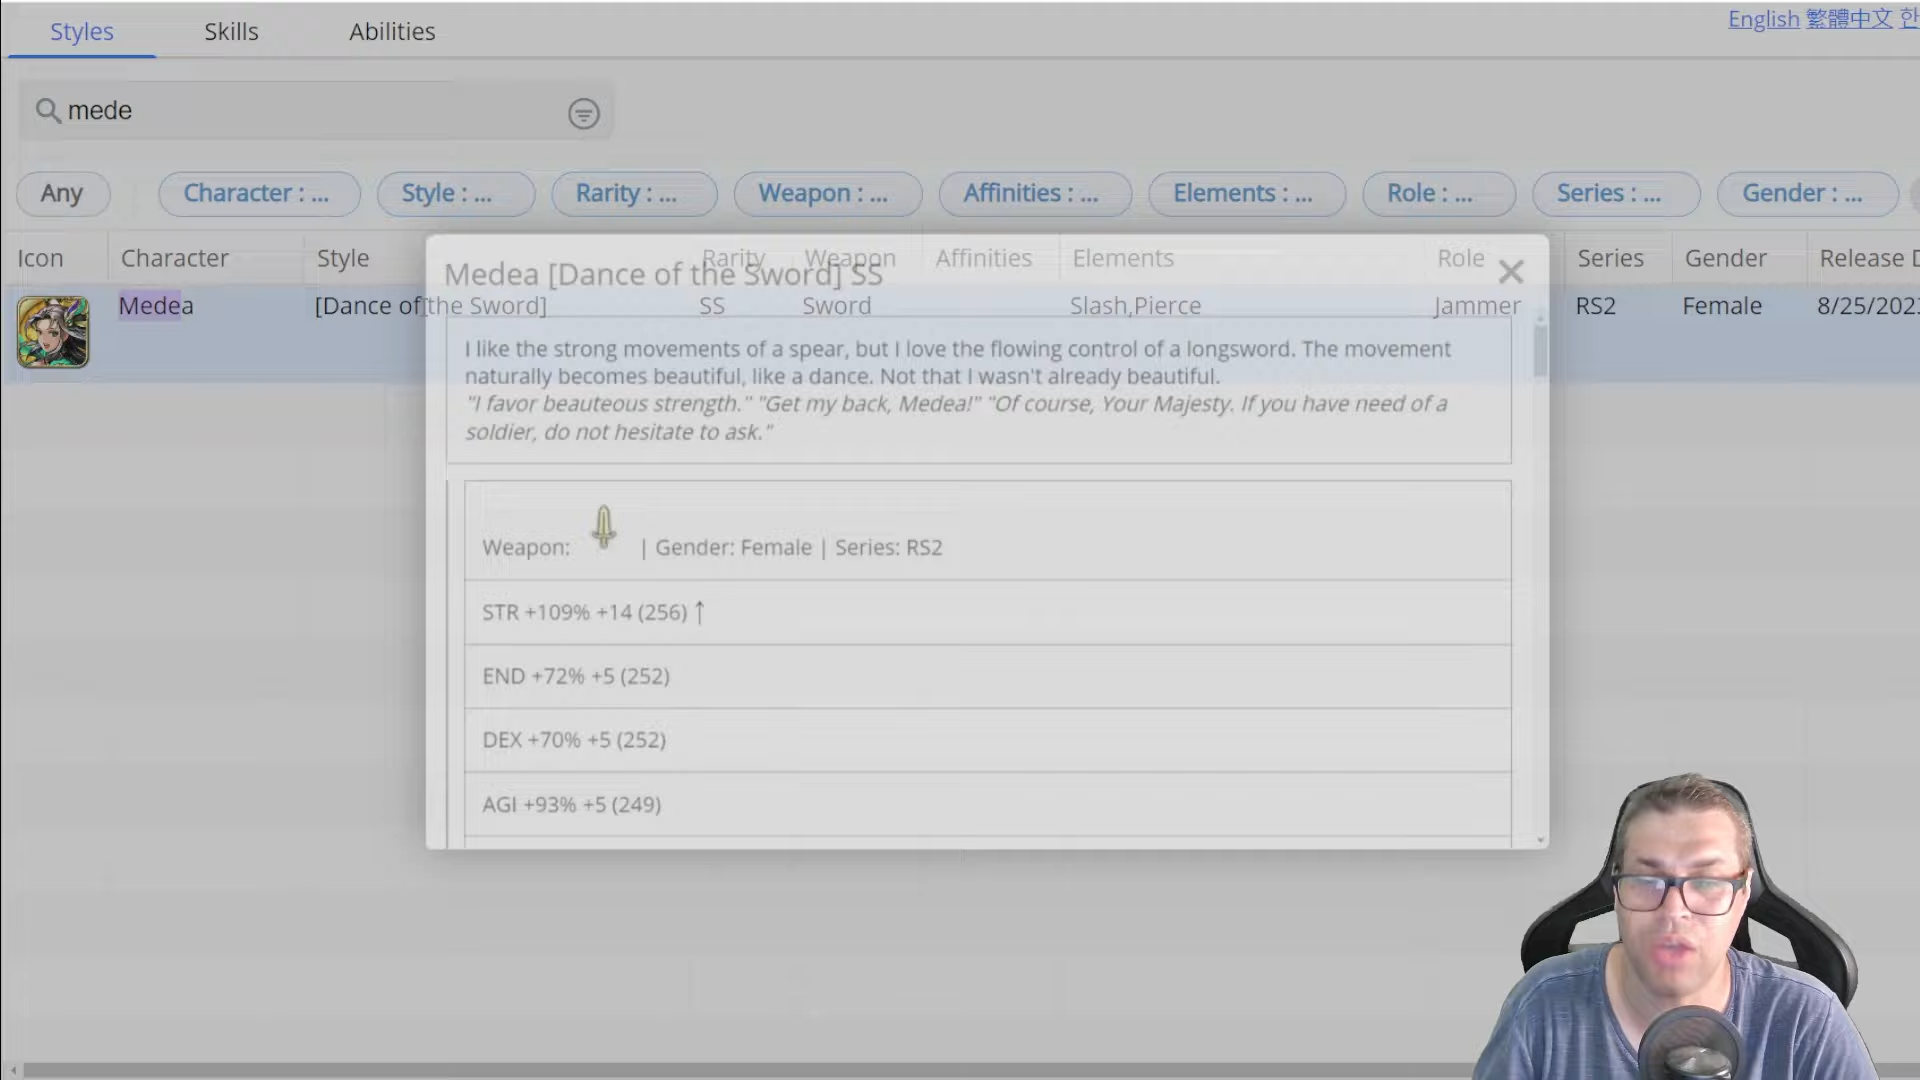 Styles Skills Abilities English 繁體中文 한
mede
Any Character : ... Style : ... Rarity : ... Weapon : ... Affinities : ... Elements : ... Role : ... Series : ... Gender : ...
Icon Character Style Rarity Weapon Affinities Elements Role Series Gender Release D
Medea [Dance of the Sword] SS
Medea [Dance of the Sword] SS Sword Slash,Pierce Jammer RS2 Female 8/25/202
I like the strong movements of a spear, but I love the flowing control of a longsword. The movement
naturally becomes beautiful, like a dance. Not that I wasn't already beautiful.
"I favor beauteous strength." "Get my back, Medea!" "Of course, Your Majesty. If you have need of a
soldier, do not hesitate to ask."
Weapon: | Gender: Female | Series: RS2
STR +109% +14 (256) ↑
END +72% +5 (252)
DEX +70% +5 (252)
AGI +93% +5 (249)